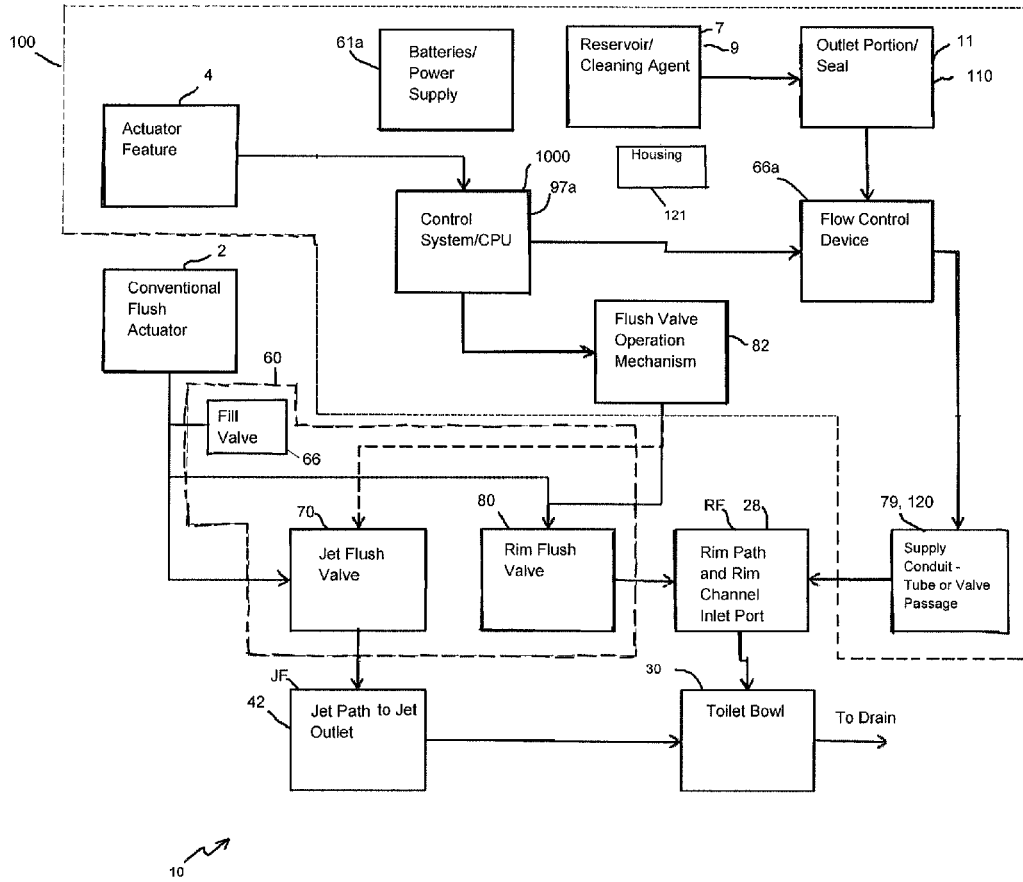 100
61a
Batteries/
Power
Supply
7
9
Reservoir/
Cleaning Agent
Outlet Portion/
Seal
11
110
4
Actuator
Feature
Housing
121
1000
97a
Control
System/CPU
66a
Flow Control
Device
2
Conventional
Flush
Actuator
Flush Valve
Operation
Mechanism
82
60
Fill
Valve
66
70
Jet Flush
Valve
80
Rim Flush
Valve
RF
28
Rim Path
and Rim
Channel
Inlet Port
79, 120
Supply
Conduit -
Tube or Valve
Passage
JF
42
Jet Path to Jet
Outlet
30
Toilet Bowl
To Drain
10